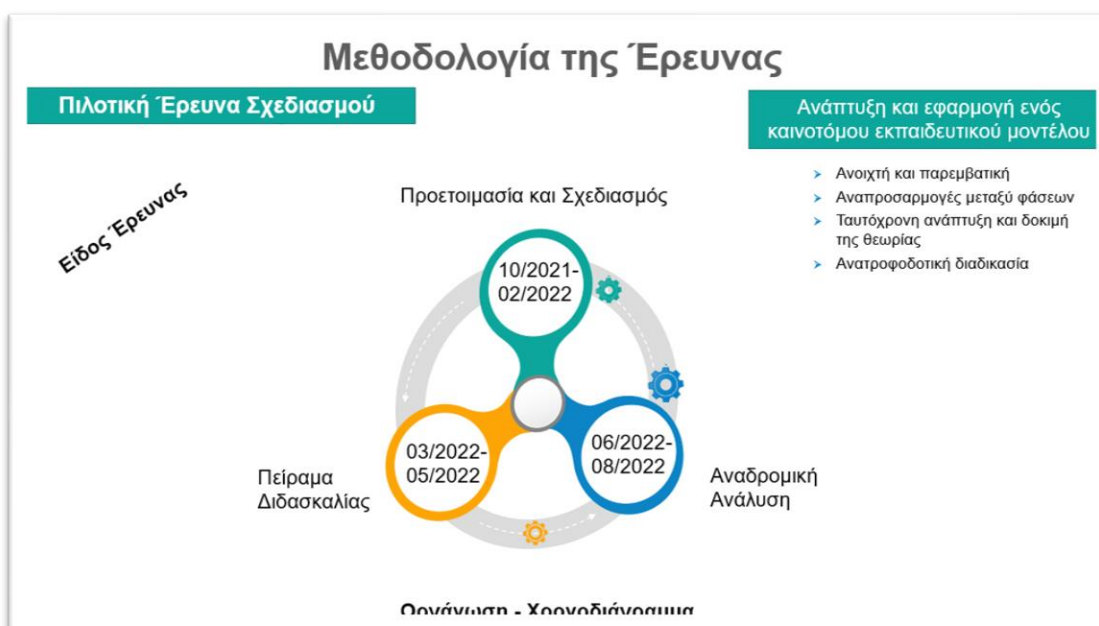 Μεθοδολογία της Έρευνας
Πιλοτική Έρευνα Σχεδιασμού
Ανάπτυξη και εφαρμογή ενός
καινοτόμου εκπαιδευτικού μοντέλου
Ανοιχτή και παρεμβατική
Αναπροσαρμογές μεταξύ φάσεων
Ταυτόχρονη ανάπτυξη και δοκιμή
της θεωρίας
Ανατροφοδοτική διαδικασία
Είδος Έρευνας
Προετοιμασία και Σχεδιασμός
10/2021-
02/2022
03/2022-
05/2022
06/2022-
08/2022
Πείραμα
Διδασκαλίας
Αναδρομική
Ανάλυση
Οργάνωση - Χρονοδιάγραμμα